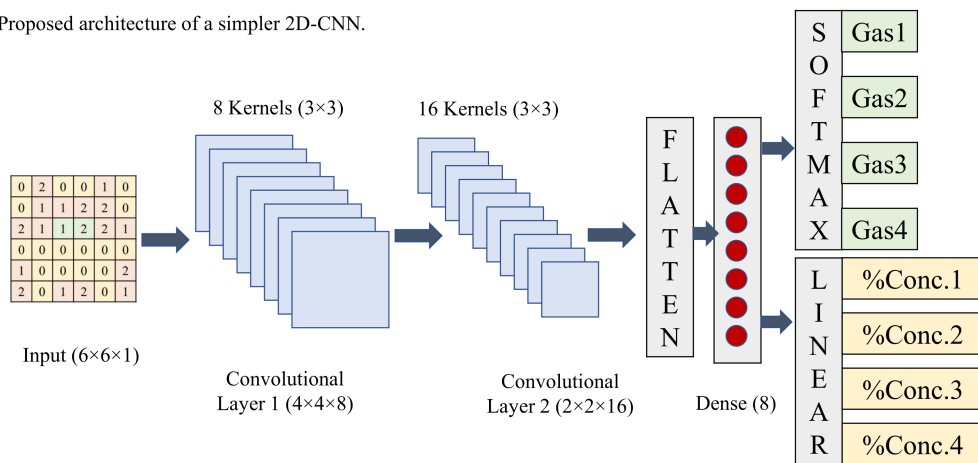 Proposed architecture of a simpler 2D-CNN.
8 Kernels (3×3)
16 Kernels (3×3)
0 2 0 0 1 0
0 1 1 2 2 0
2 1 1 2 2 1
0 0 0 0 0 0
1 0 0 0 0 2
2 0 1 2 0 1
Input (6×6×1)
Convolutional
Layer 1 (4×4×8)
Convolutional
Layer 2 (2×2×16)
FLATTEN
Dense (8)
SOFTMAX
Gas1
Gas2
Gas3
Gas4
LINEAR
%Conc.1
%Conc.2
%Conc.3
%Conc.4